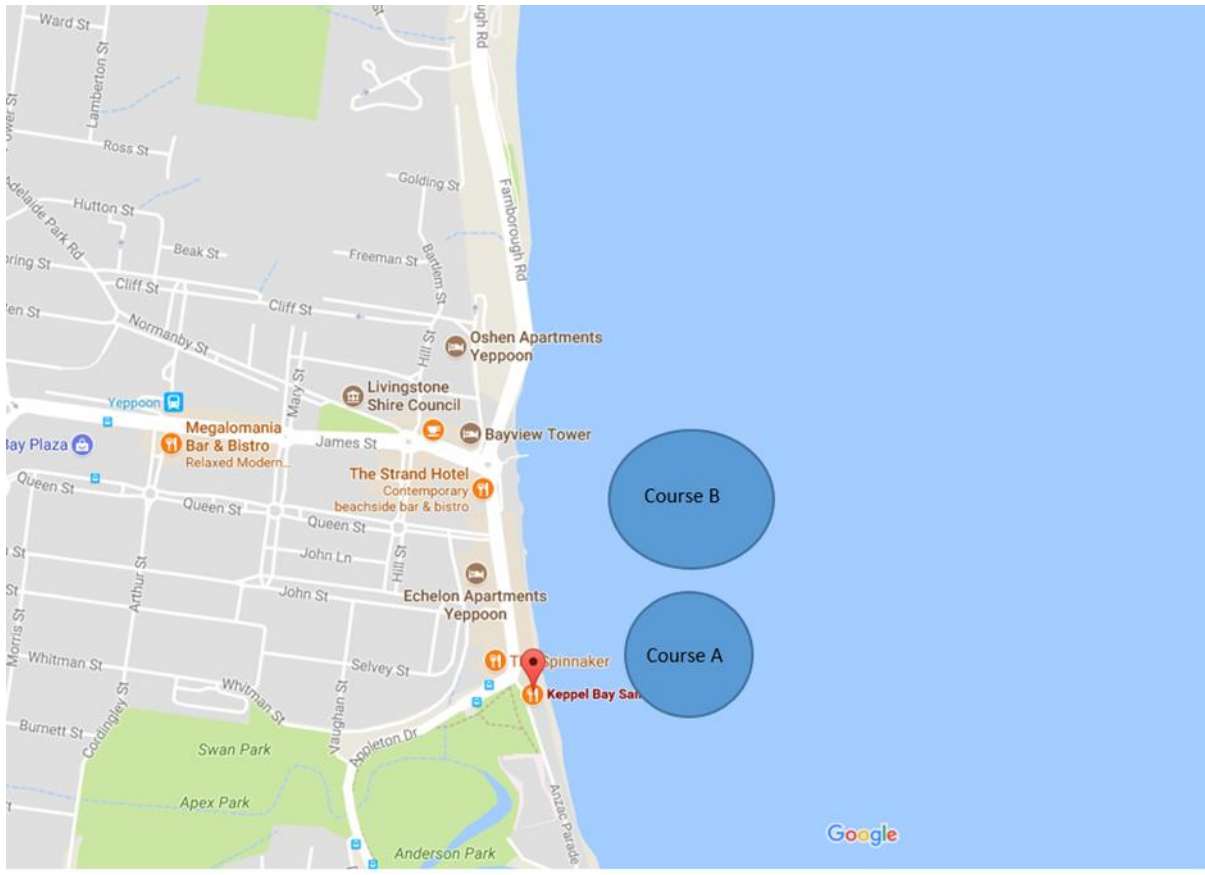 Ward St
Lamberton St
Ross St
Adelaide Park Rd
Hutton St
Beak St
Golding St
Freeman St
Bartlem St
Farnborough Rd
Cliff St
Cliff St
Normanby St
Hill St
Mary St
Oshen Apartments
Yeppoon
Livingstone
Shire Council
Yeppoon
Megalomania
Bar & Bistro
Relaxed Modern...
Bay Plaza
James St
Bayview Tower
The Strand Hotel
Contemporary
beachside bar & bistro
Queen St
Queen St
Queen St
John Ln
Hill St
John St
Arthur St
Morris St
Echelon Apartments
Yeppoon
Course B
Course A
Selvey St
Whitman St
Whitman St
Spinnaker
Keppel Bay
Vaughan St
Appleton Dr
Burnett St
Cordingley St
Swan Park
Apex Park
Anderson Park
Anzac Parade
Google